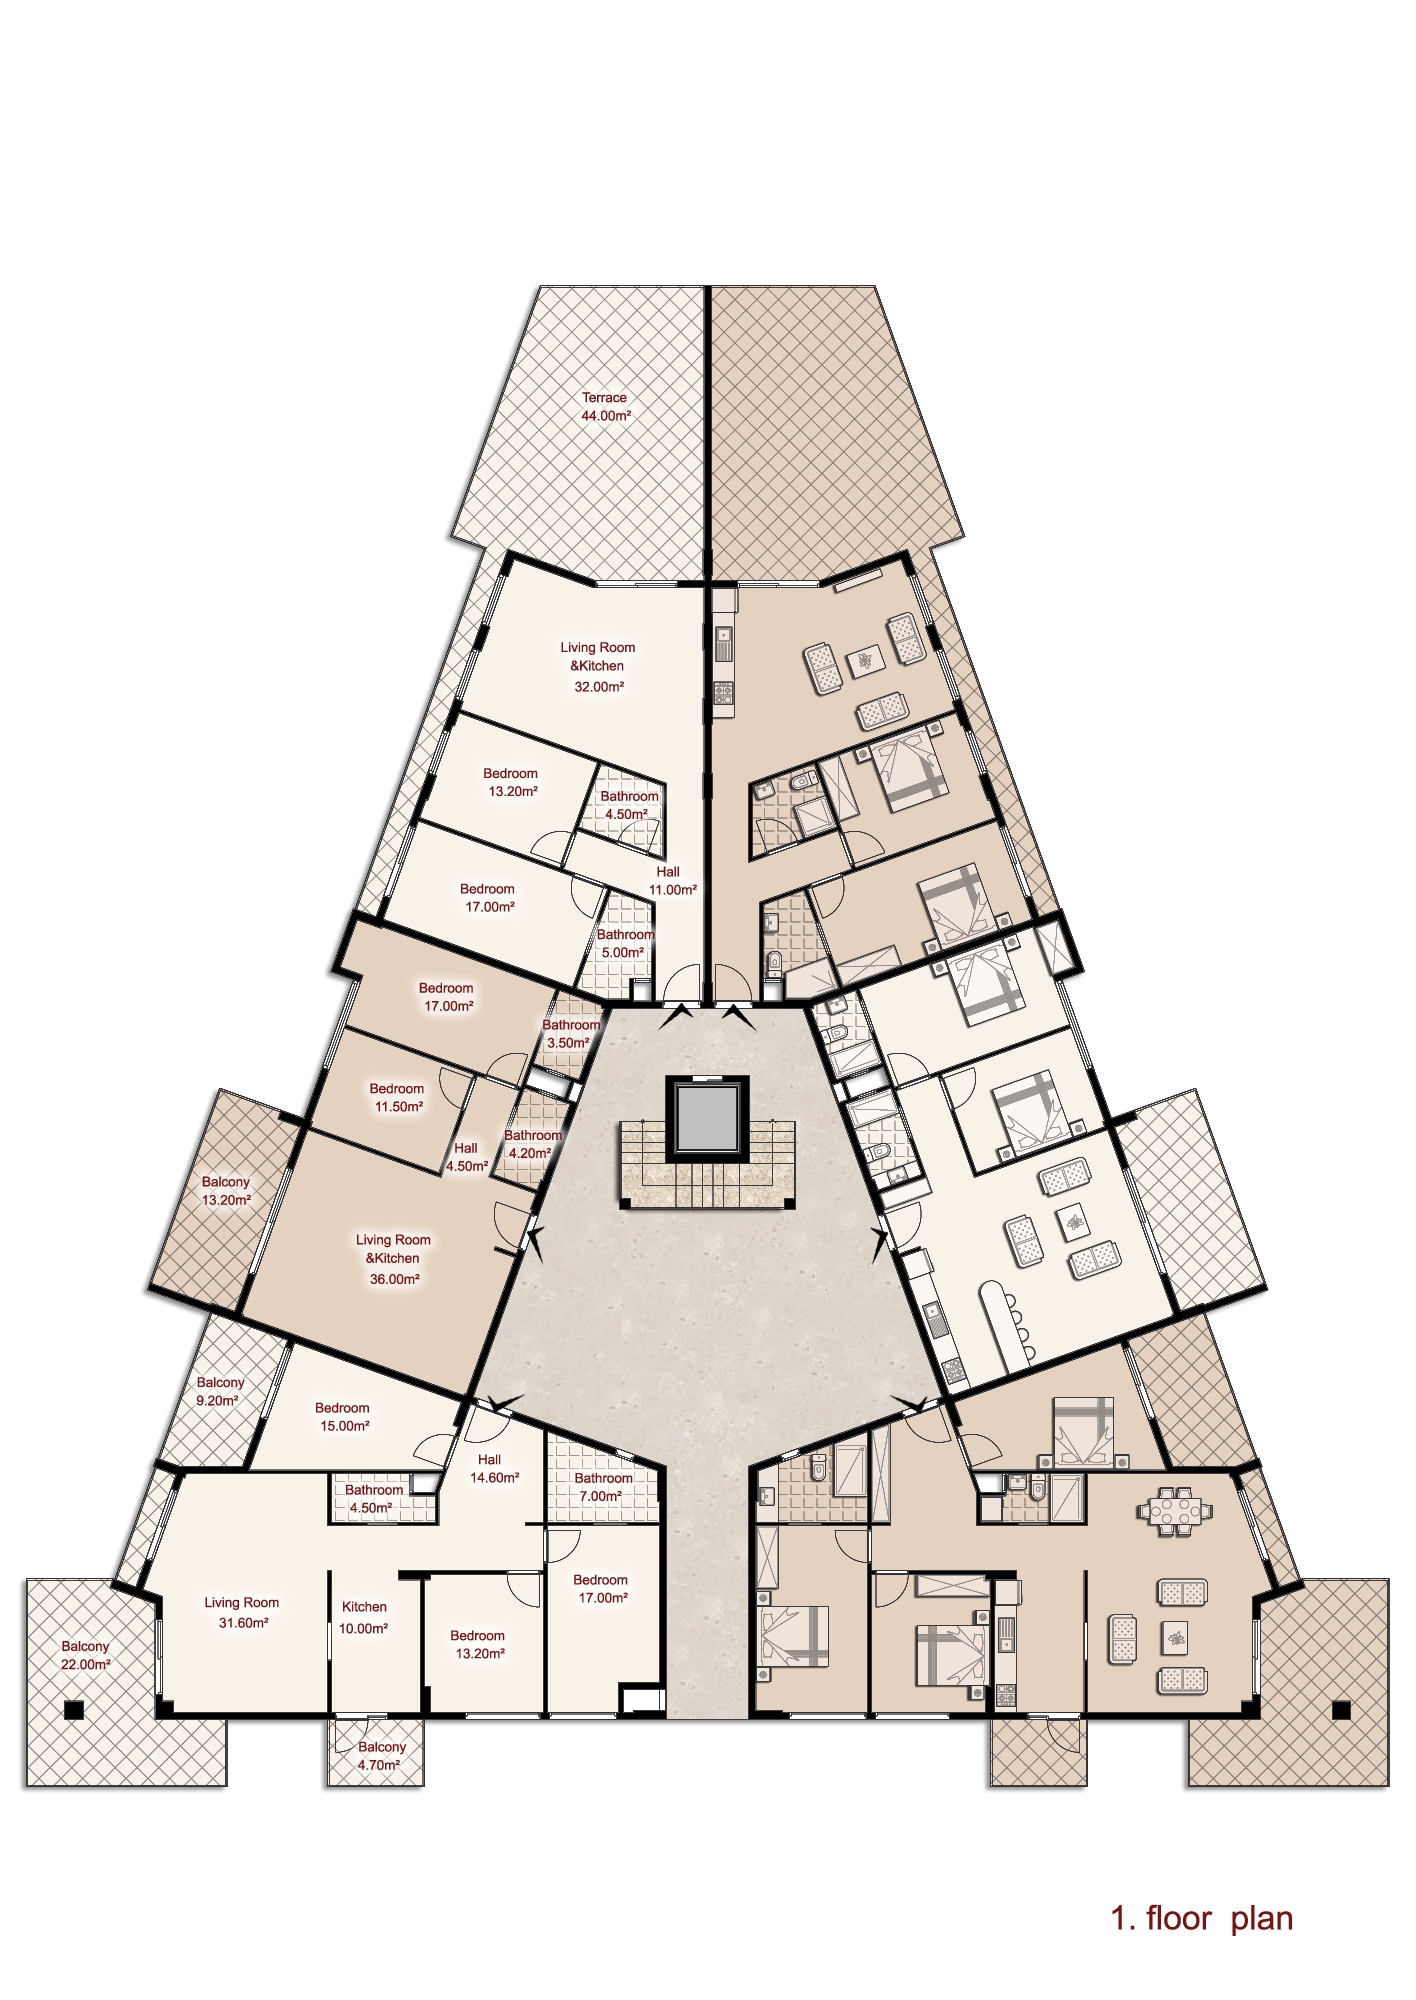 Terrace
44.00m²
Living Room
&Kitchen
32.00m²
Bedroom
13.20m²
Bathroom
4.50m²
Hall
11.00m²
Bedroom
17.00m²
Bathroom
5.00m²
Bedroom
17.00m²
Bathroom
3.50m²
Bedroom
11.50m²
Hall
4.50m²
Bathroom
4.20m²
Balcony
13.20m²
Living Room
&Kitchen
36.00m²
Balcony
9.20m²
Bedroom
15.00m²
Hall
14.60m²
Bathroom
4.50m²
Bathroom
7.00m²
Living Room
31.60m²
Kitchen
10.00m²
Bedroom
13.20m²
Bedroom
17.00m²
Balcony
22.00m²
Balcony
4.70m²
1. floor plan